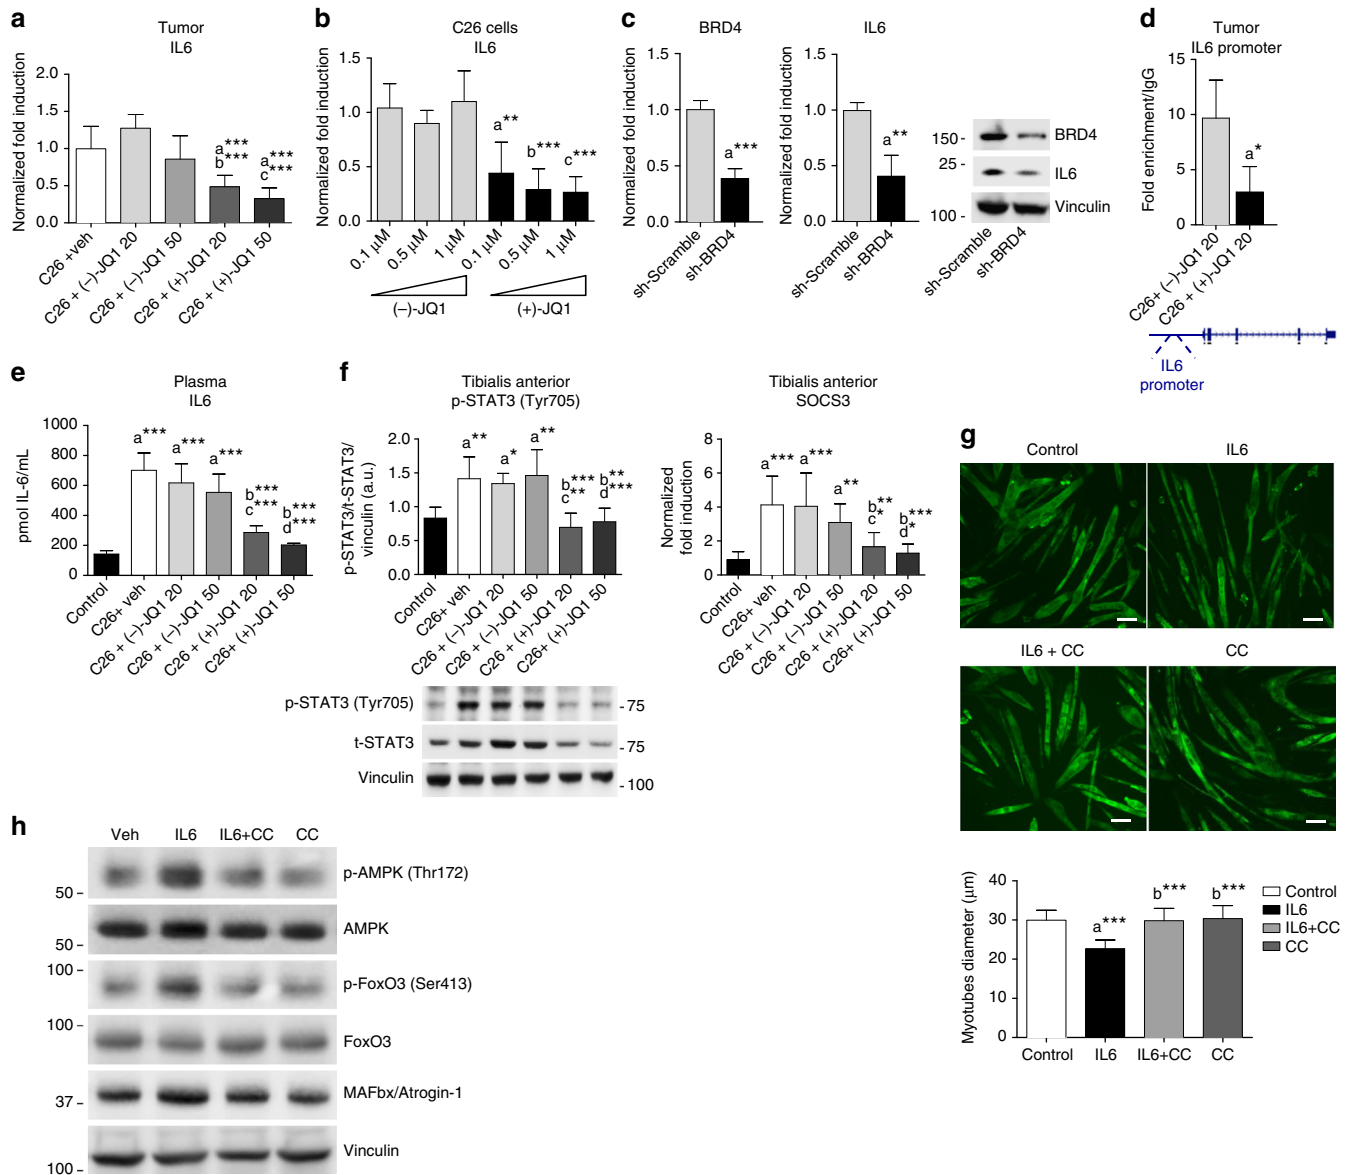 a
Tumor
IL6
Normalized fold induction
2.0
1.5
1.0
0.5
0.0
a***
b***
a***
c***
C26 +veh
C26 + (−)-JQ1 20
C26 + (−)-JQ1 50
C26 + (+)-JQ1 20
C26 + (+)-JQ1 50
b
C26 cells
IL6
Normalized fold induction
1.5
1.0
0.5
0.0
a**
b***
c***
0.1 µM
0.5 µM
1 µM
0.1 µM
0.5 µM
1 µM
(−)-JQ1
(+)-JQ1
c
BRD4
Normalized fold induction
1.5
1.0
0.5
0.0
a***
sh-Scramble
sh-BRD4
IL6
Normalized fold induction
1.5
1.0
0.5
0.0
a**
sh-Scramble
sh-BRD4
150 -
BRD4
25 -
IL6
100 -
Vinculin
sh-Scramble
sh-BRD4
d
Tumor
IL6 promoter
Fold enrichment/IgG
15
10
5
0
a*
C26+ (−)-JQ1 20
C26 + (+)-JQ1 20
IL6
promoter
e
Plasma
IL6
pmol IL-6/mL
1000
800
600
400
200
0
a***
a***
a***
b***
c***
b***
d***
Control
C26+ veh
C26 + (−)-JQ1 20
C26 + (−)-JQ1 50
C26 + (+)-JQ1 20
C26+ (+)-JQ1 50
f
Tibialis anterior
p-STAT3 (Tyr705)
p-STAT3/t-STAT3/
vinculin (a.u.)
2.0
1.5
1.0
0.5
0.0
a**
a*
a**
b***
c**
b**
d***
Control
C26+ veh
C26 + (−)-JQ1 20
C26 + (−)-JQ1 50
C26 + (+)-JQ1 20
C26+ (+)-JQ1 50
Tibialis anterior
SOCS3
Normalized
fold induction
8
6
4
2
0
a***
a***
a**
b**
c*
b***
d*
Control
C26+ veh
C26 + (−)-JQ1 20
C26 + (−)-JQ1 50
C26 + (+)-JQ1 20
C26+ (+)-JQ1 50
p-STAT3 (Tyr705)
- 75
t-STAT3
- 75
Vinculin
- 100
g
Control
IL6
IL6 + CC
CC
Myotubes diameter (µm)
40
30
20
10
0
a***
b***
b***
Control
IL6
IL6+CC
CC
Control
IL6
IL6+CC
CC
h
Veh
IL6
IL6+CC
CC
p-AMPK (Thr172)
50 -
AMPK
50 -
100 -
p-FoxO3 (Ser413)
100 -
FoxO3
MAFbx/Atrogin-1
37 -
Vinculin
100 -